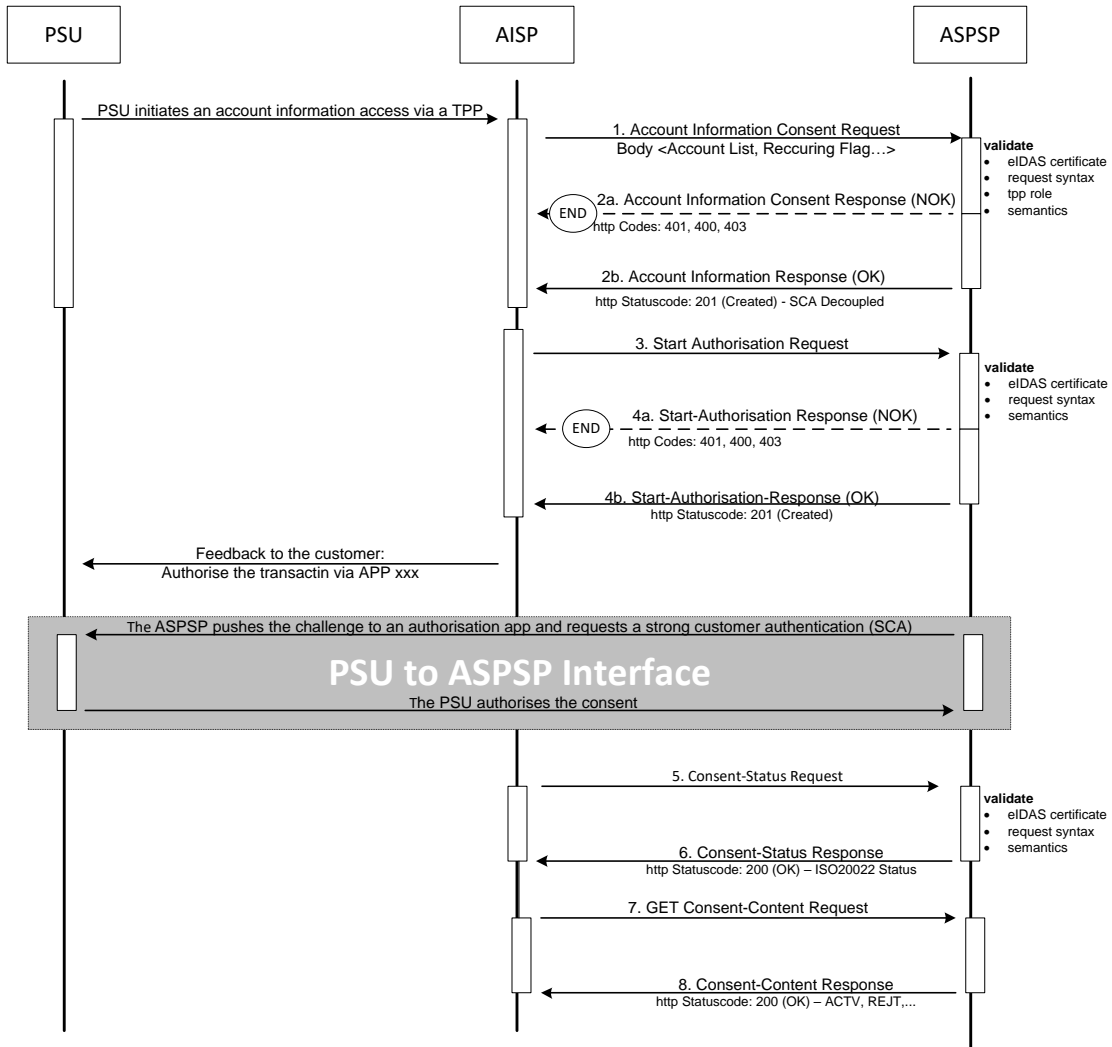 PSU
AISP
ASPSP
PSU initiates an account information access via a TPP
1. Account Information Consent Request
Body <Account List, Reccuring Flag…>
validate
• eIDAS certificate
• request syntax
• tpp role
• semantics
2a. Account Information Consent Response (NOK)
END
http Codes: 401, 400, 403
2b. Account Information Response (OK)
http Statuscode: 201 (Created) - SCA Decoupled
3. Start Authorisation Request
validate
• eIDAS certificate
• request syntax
• semantics
4a. Start-Authorisation Response (NOK)
END
http Codes: 401, 400, 403
4b. Start-Authorisation-Response (OK)
http Statuscode: 201 (Created)
Feedback to the customer:
Authorise the transactin via APP xxx
The ASPSP pushes the challenge to an authorisation app and requests a strong customer authentication (SCA)
PSU to ASPSP Interface
The PSU authorises the consent
5. Consent-Status Request
validate
• eIDAS certificate
• request syntax
• semantics
6. Consent-Status Response
http Statuscode: 200 (OK) – ISO20022 Status
7. GET Consent-Content Request
8. Consent-Content Response
http Statuscode: 200 (OK) – ACTV, REJT,...